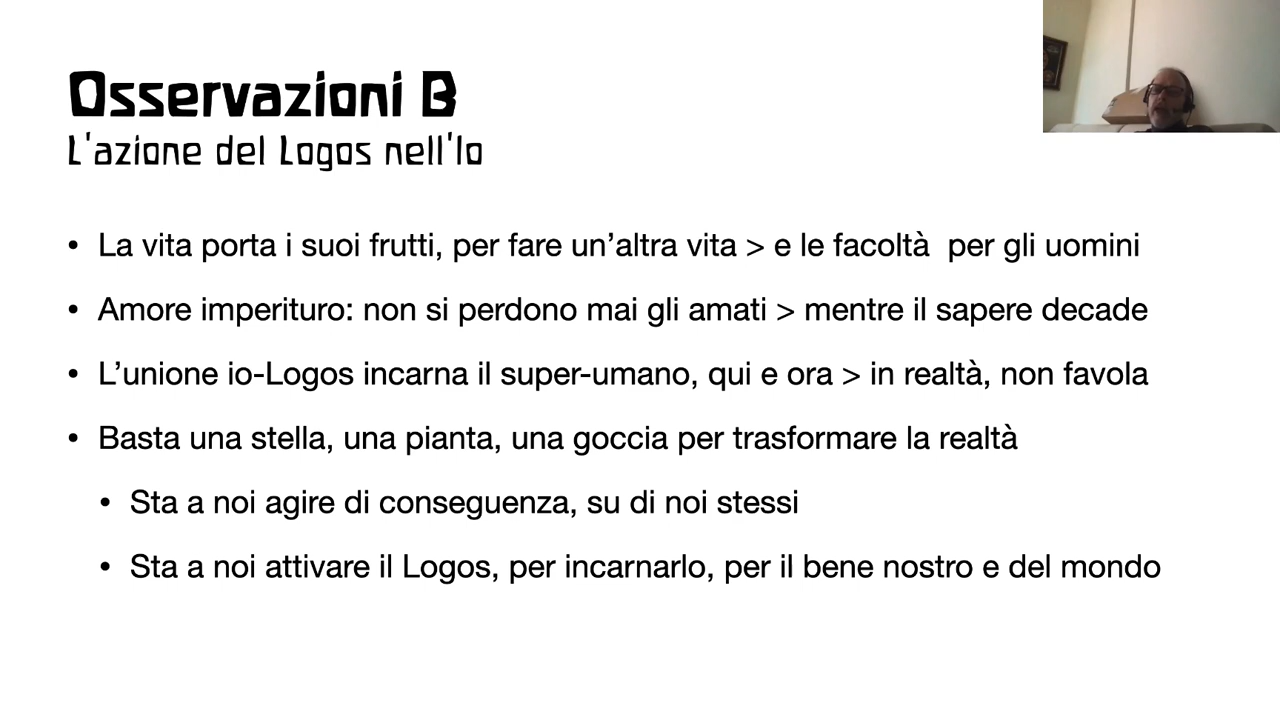 Osservazioni B
L'azione del Logos nell'Io
• La vita porta i suoi frutti, per fare un’altra vita > e le facoltà  per gli uomini
• Amore imperituro: non si perdono mai gli amati > mentre il sapere decade
• L’unione io-Logos incarna il super-umano, qui e ora > in realtà, non favola
• Basta una stella, una pianta, una goccia per trasformare la realtà
• Sta a noi agire di conseguenza, su di noi stessi
• Sta a noi attivare il Logos, per incarnarlo, per il bene nostro e del mondo